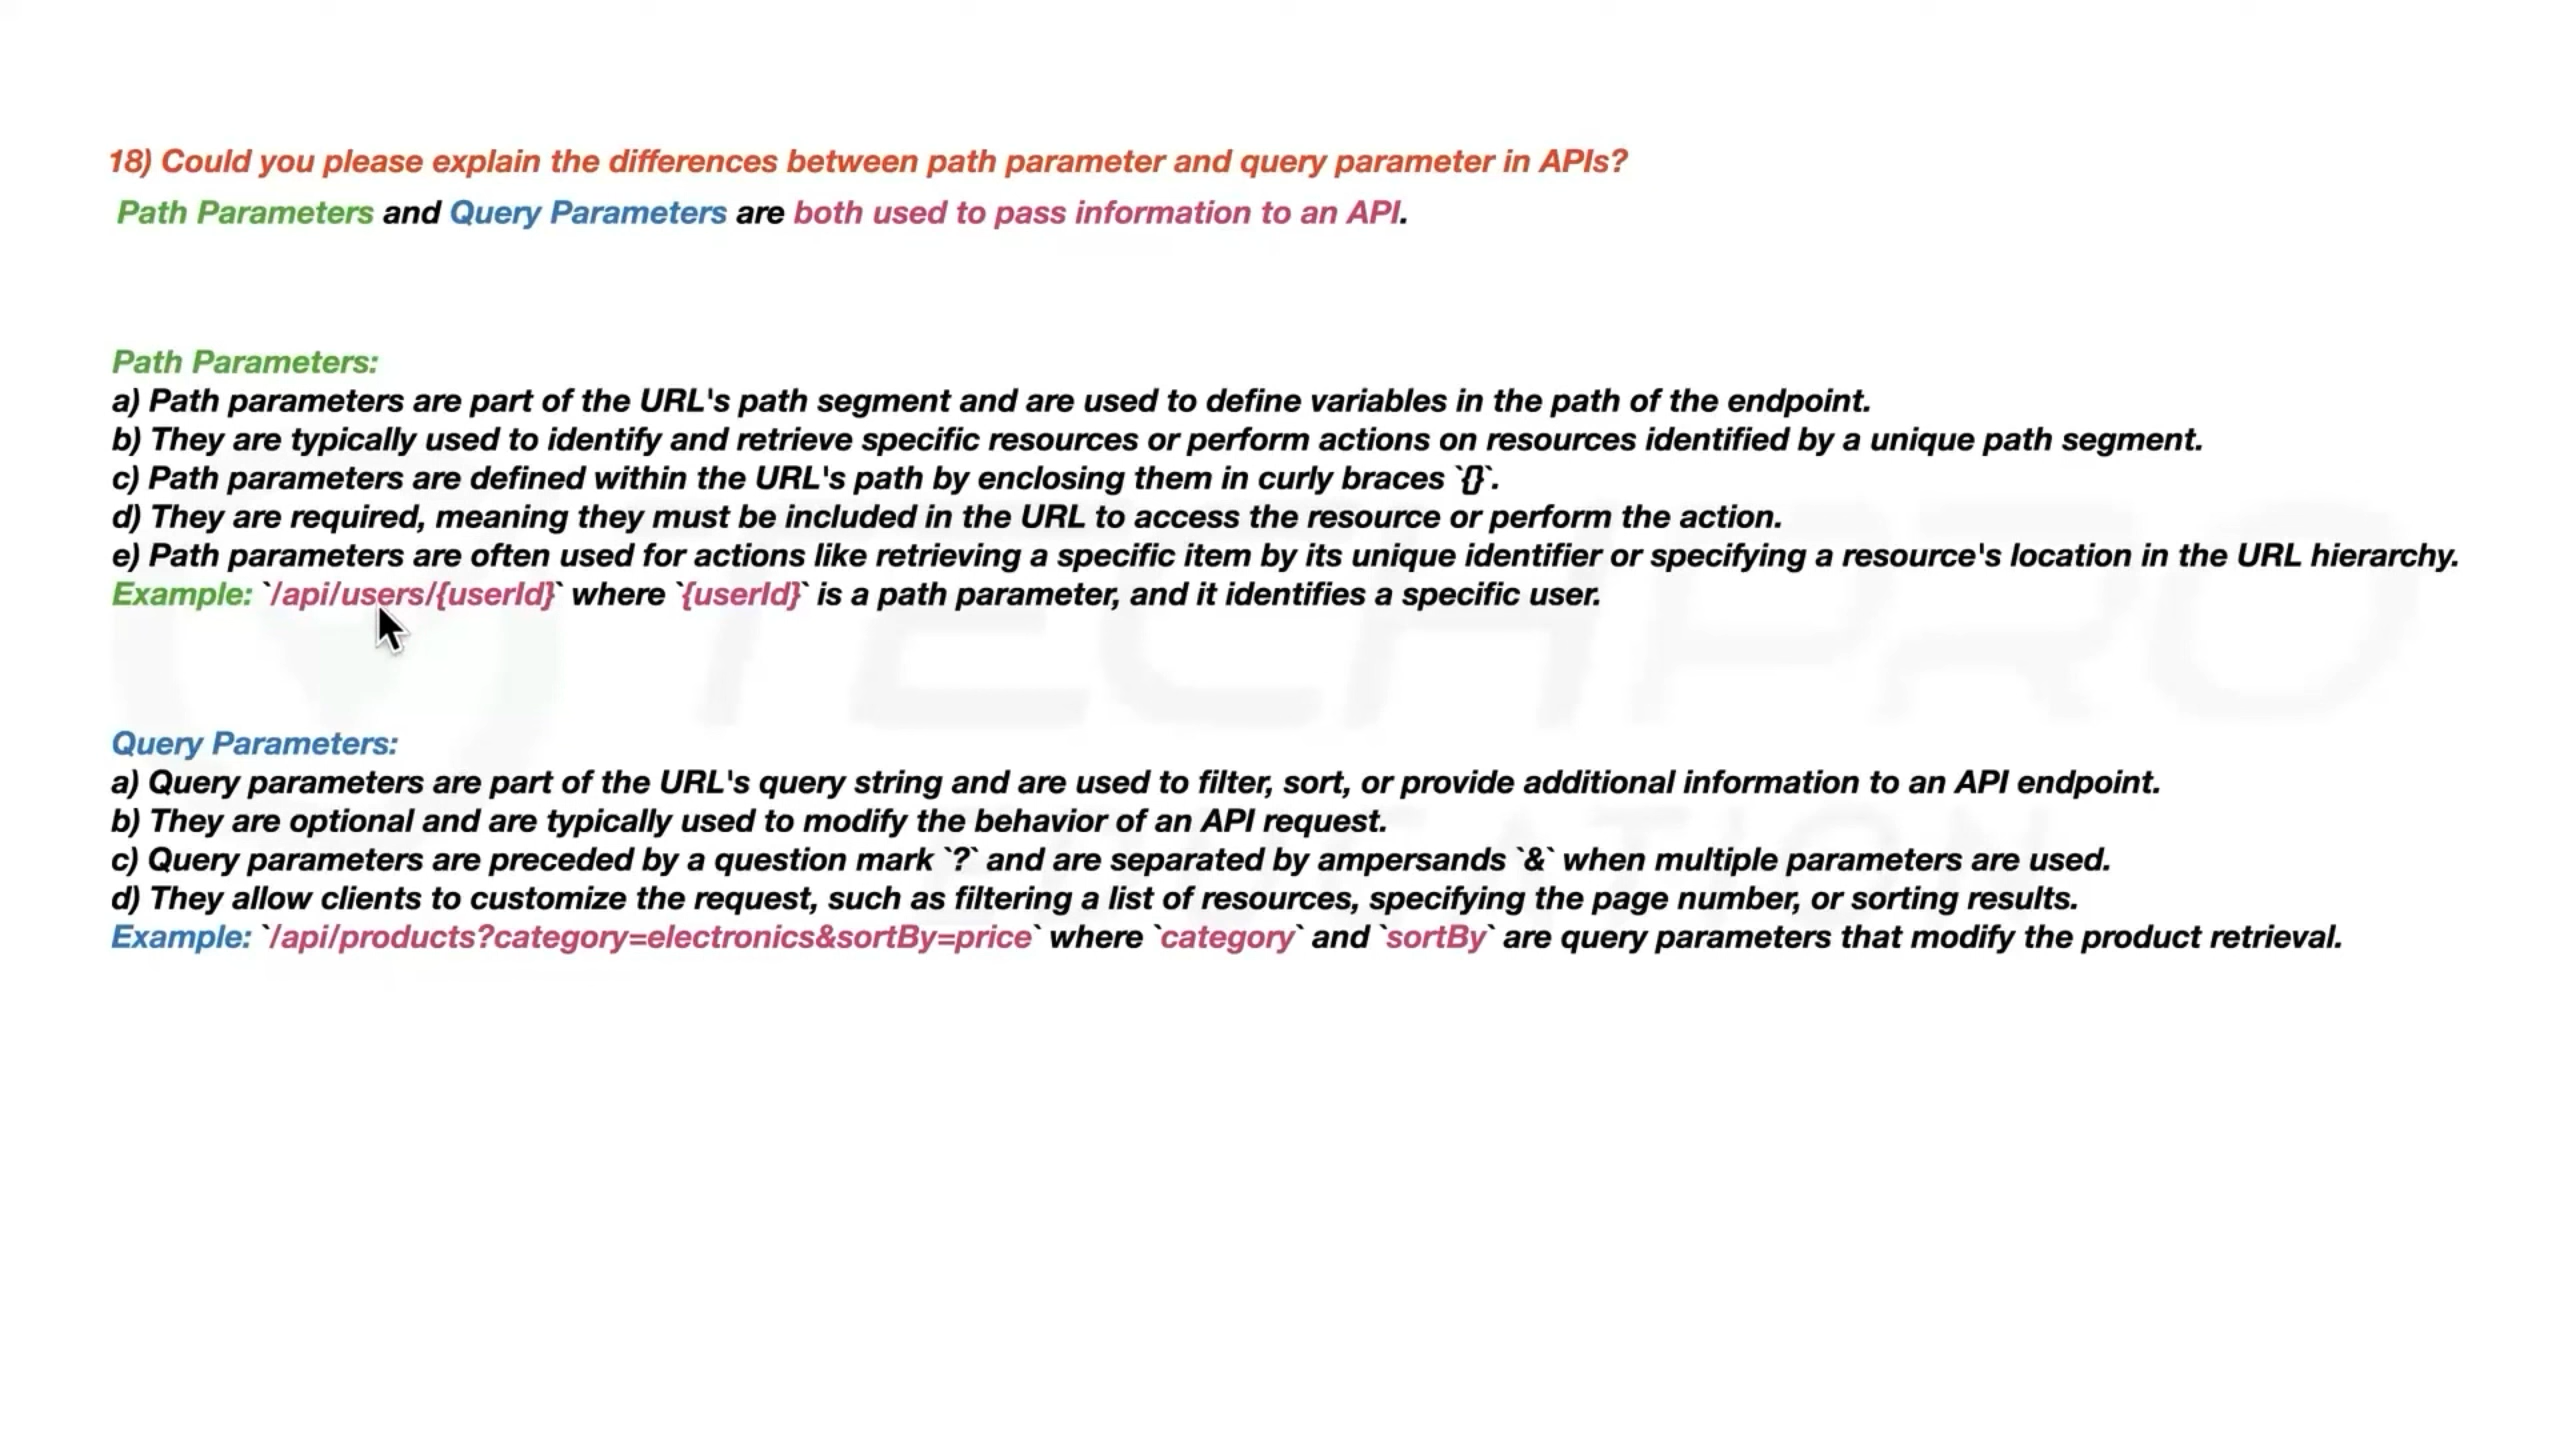 18) Could you please explain the differences between path parameter and query parameter in APIs?
Path Parameters and Query Parameters are both used to pass information to an API.
Path Parameters:
a) Path parameters are part of the URL's path segment and are used to define variables in the path of the endpoint.
b) They are typically used to identify and retrieve specific resources or perform actions on resources identified by a unique path segment.
c) Path parameters are defined within the URL's path by enclosing them in curly braces `{}`.
d) They are required, meaning they must be included in the URL to access the resource or perform the action.
e) Path parameters are often used for actions like retrieving a specific item by its unique identifier or specifying a resource's location in the URL hierarchy.
Example: `/api/users/{userId}` where `{userId}` is a path parameter, and it identifies a specific user.
TECHPRO
Query Parameters:
a) Query parameters are part of the URL's query string and are used to filter, sort, or provide additional information to an API endpoint.
b) They are optional and are typically used to modify the behavior of an API request.
c) Query parameters are preceded by a question mark `?` and are separated by ampersands `&` when multiple parameters are used.
d) They allow clients to customize the request, such as filtering a list of resources, specifying the page number, or sorting results.
EDUCATION
Example: `/api/products?category=electronics&sortBy=price` where `category` and `sortBy` are query parameters that modify the product retrieval.